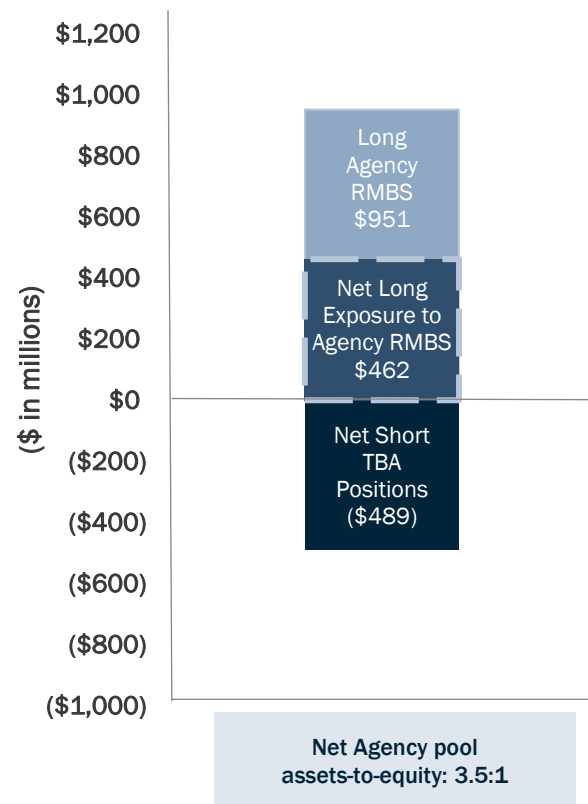 $1,200
$1,000
$800
$600
$400
$200
$0
($200)
($400)
($600)
($800)
($1,000)
($ in millions)
Long
Agency
RMBS
$951
Net Long
Exposure to
Agency RMBS
$462
Net Short
TBA
Positions
($489)
Net Agency pool
assets-to-equity: 3.5:1